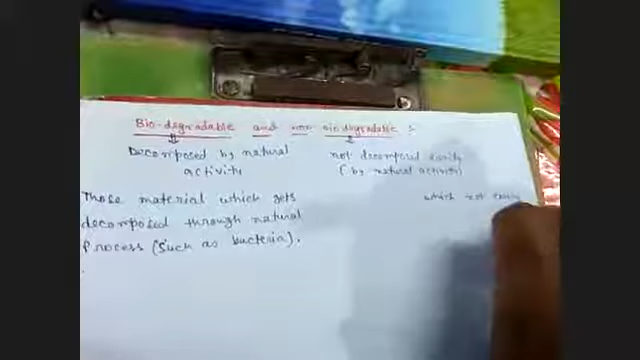 Bio-degradable and non biodegradable :
Decomposed by natural
activity
not decomposed easily
(by natural activity)
Those material which gets
decomposed through natural
Process (Such as bacteria).
which not easily